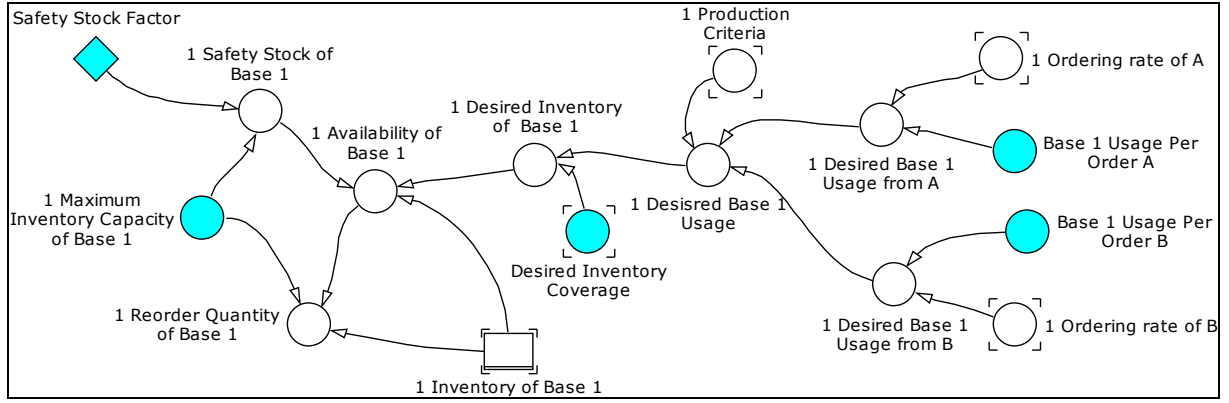 Safety Stock Factor
1 Safety Stock of
Base 1
1 Production
Criteria
1 Ordering rate of A
1 Desired Inventory
of Base 1
1 Availability of
Base 1
Base 1 Usage Per
Order A
1 Desired Base 1
Usage from A
1 Maximum
Inventory Capacity
of Base 1
1 Desisred Base 1
Usage
Base 1 Usage Per
Order B
Desired Inventory
Coverage
1 Reorder Quantity
of Base 1
1 Desired Base 1
Usage from B
1 Ordering rate of B
1 Inventory of Base 1